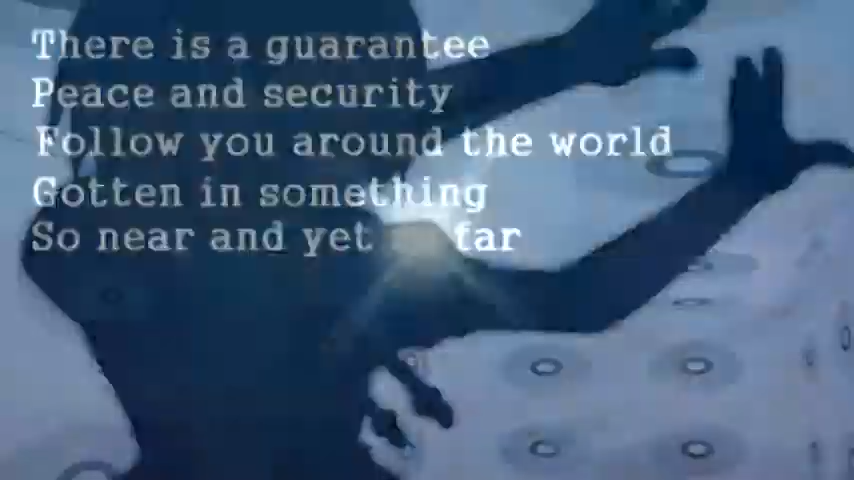 There is a guarantee
Peace and security
Follow you around the world
Gotten in something
So near and yet far